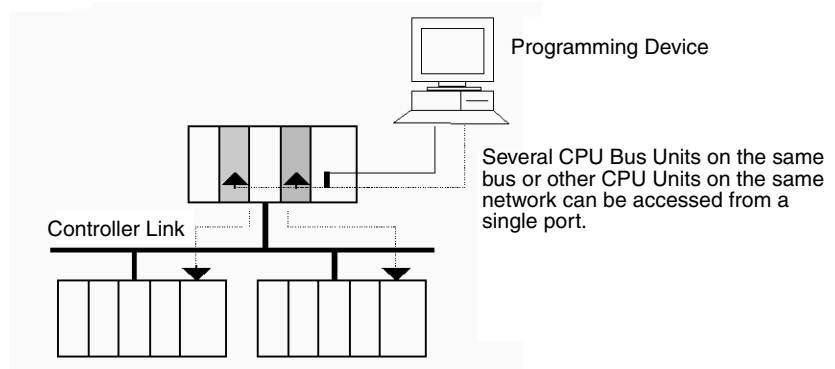 Programming Device
Several CPU Bus Units on the same
bus or other CPU Units on the same
network can be accessed from a
single port.
Controller Link